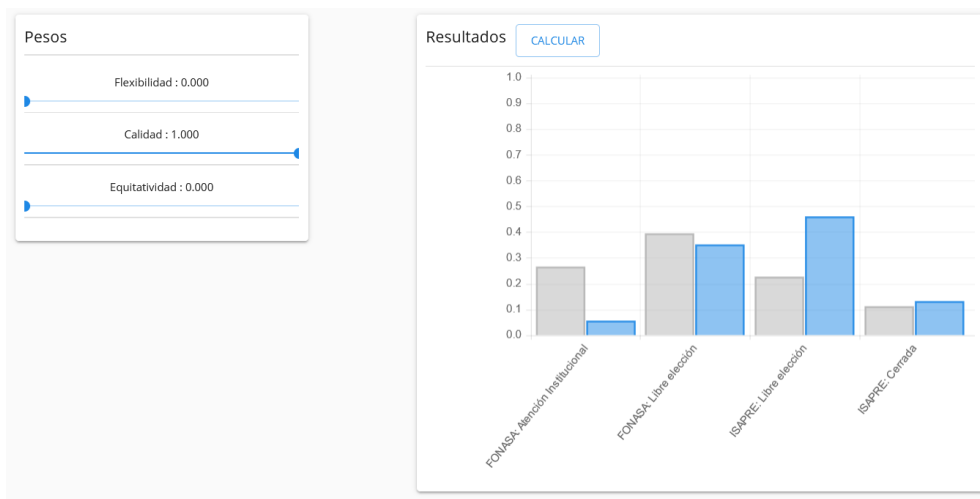 Pesos
Flexibilidad : 0.000
Calidad : 1.000
Equitatividad : 0.000
Resultados
CALCULAR
1.0
0.9
0.8
0.7
0.6
0.5
0.4
0.3
0.2
0.1
0.0
FONASA: Atención Institucional
FONASA: Libre elección
ISAPRE: Libre elección
ISAPRE: Cerrada